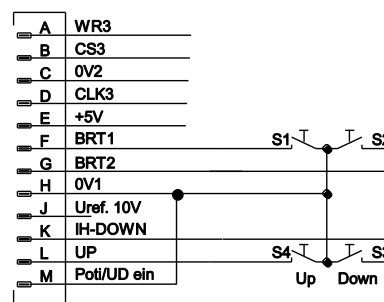 A WR3
B CS3
C 0V2
D CLK3
E +5V
F BRT1 S1 S2
G BRT2
H 0V1
J Uref. 10V
K IH-DOWN
L UP S4 S3
M Poti/UD ein Up Down